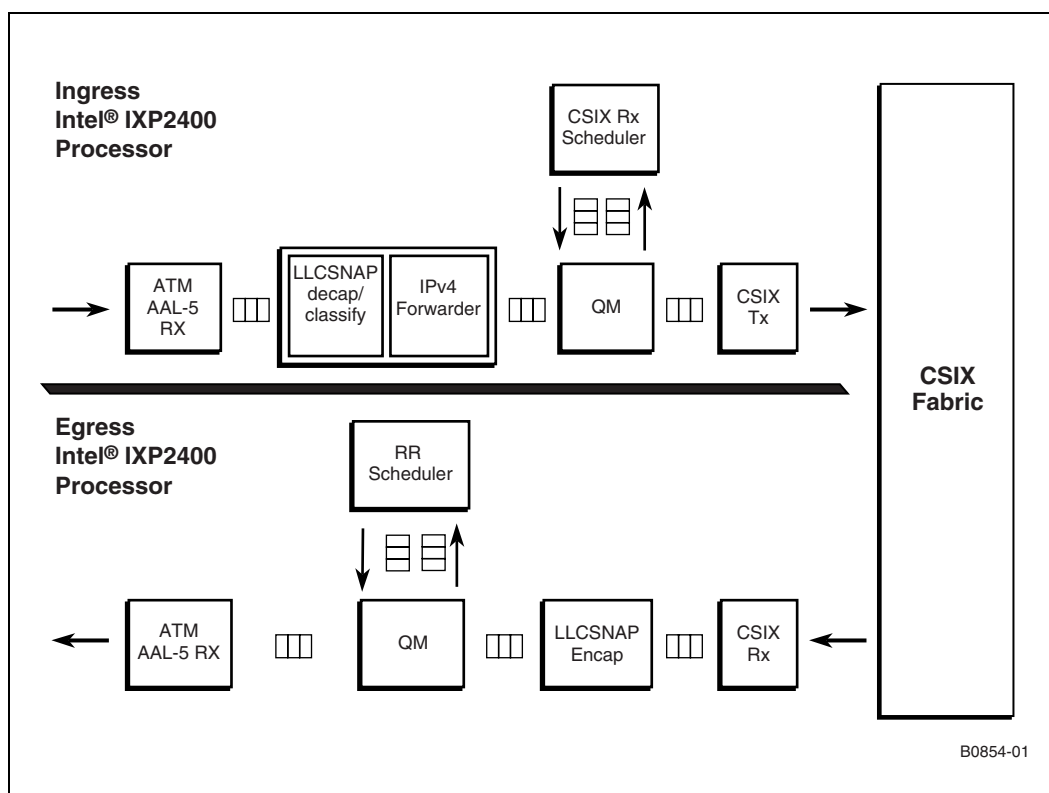 Ingress
Intel® IXP2400
Processor
CSIX Rx
Scheduler
ATM
AAL-5
RX
LLCSNAP
decap/
classify
IPv4
Forwarder
QM
CSIX
Tx
CSIX
Fabric
Egress
Intel® IXP2400
Processor
RR
Scheduler
ATM
AAL-5 RX
QM
LLCSNAP
Encap
CSIX
Rx
B0854-01